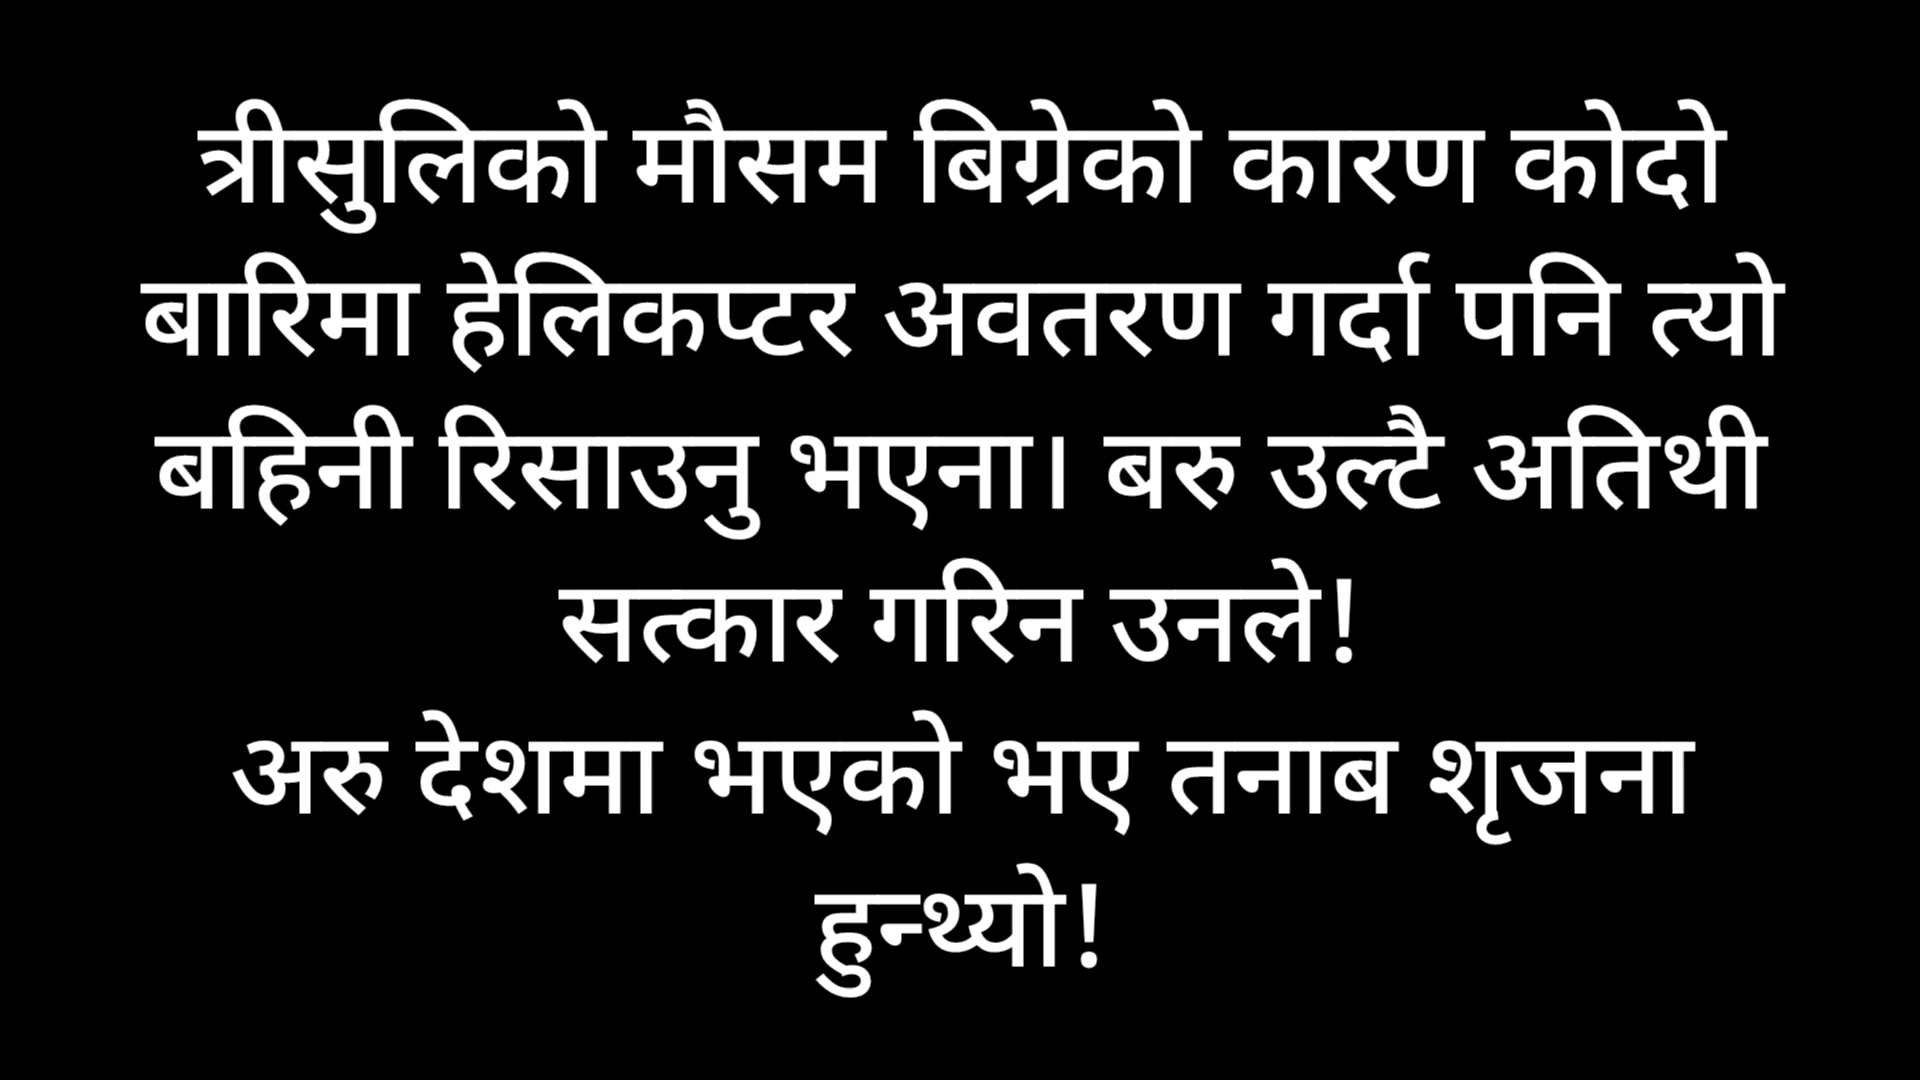 त्रीसुलिको मौसम बिग्रेको कारण कोदो
बारिमा हेलिकप्टर अवतरण गर्दा पनि त्यो
बहिनी रिसाउनु भएना। बरु उल्टै अतिथी
सत्कार गरिन उनले!
अरु देशमा भएको भए तनाब शृजना
हुन्थ्यो!